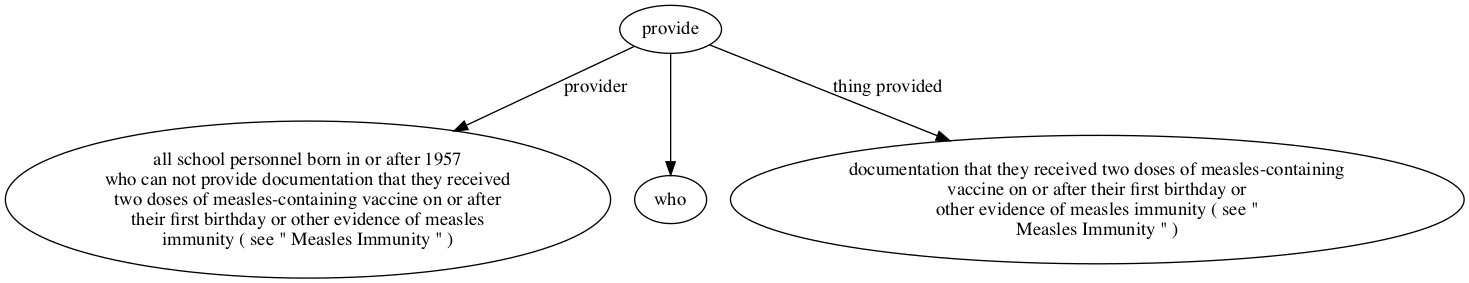 provide
provider
thing provided
all school personnel born in or after 1957
who can not provide documentation that they received
two doses of measles-containing vaccine on or after
their first birthday or other evidence of measles
immunity ( see " Measles Immunity " )
who
documentation that they received two doses of measles-containing
vaccine on or after their first birthday or
other evidence of measles immunity ( see "
Measles Immunity " )